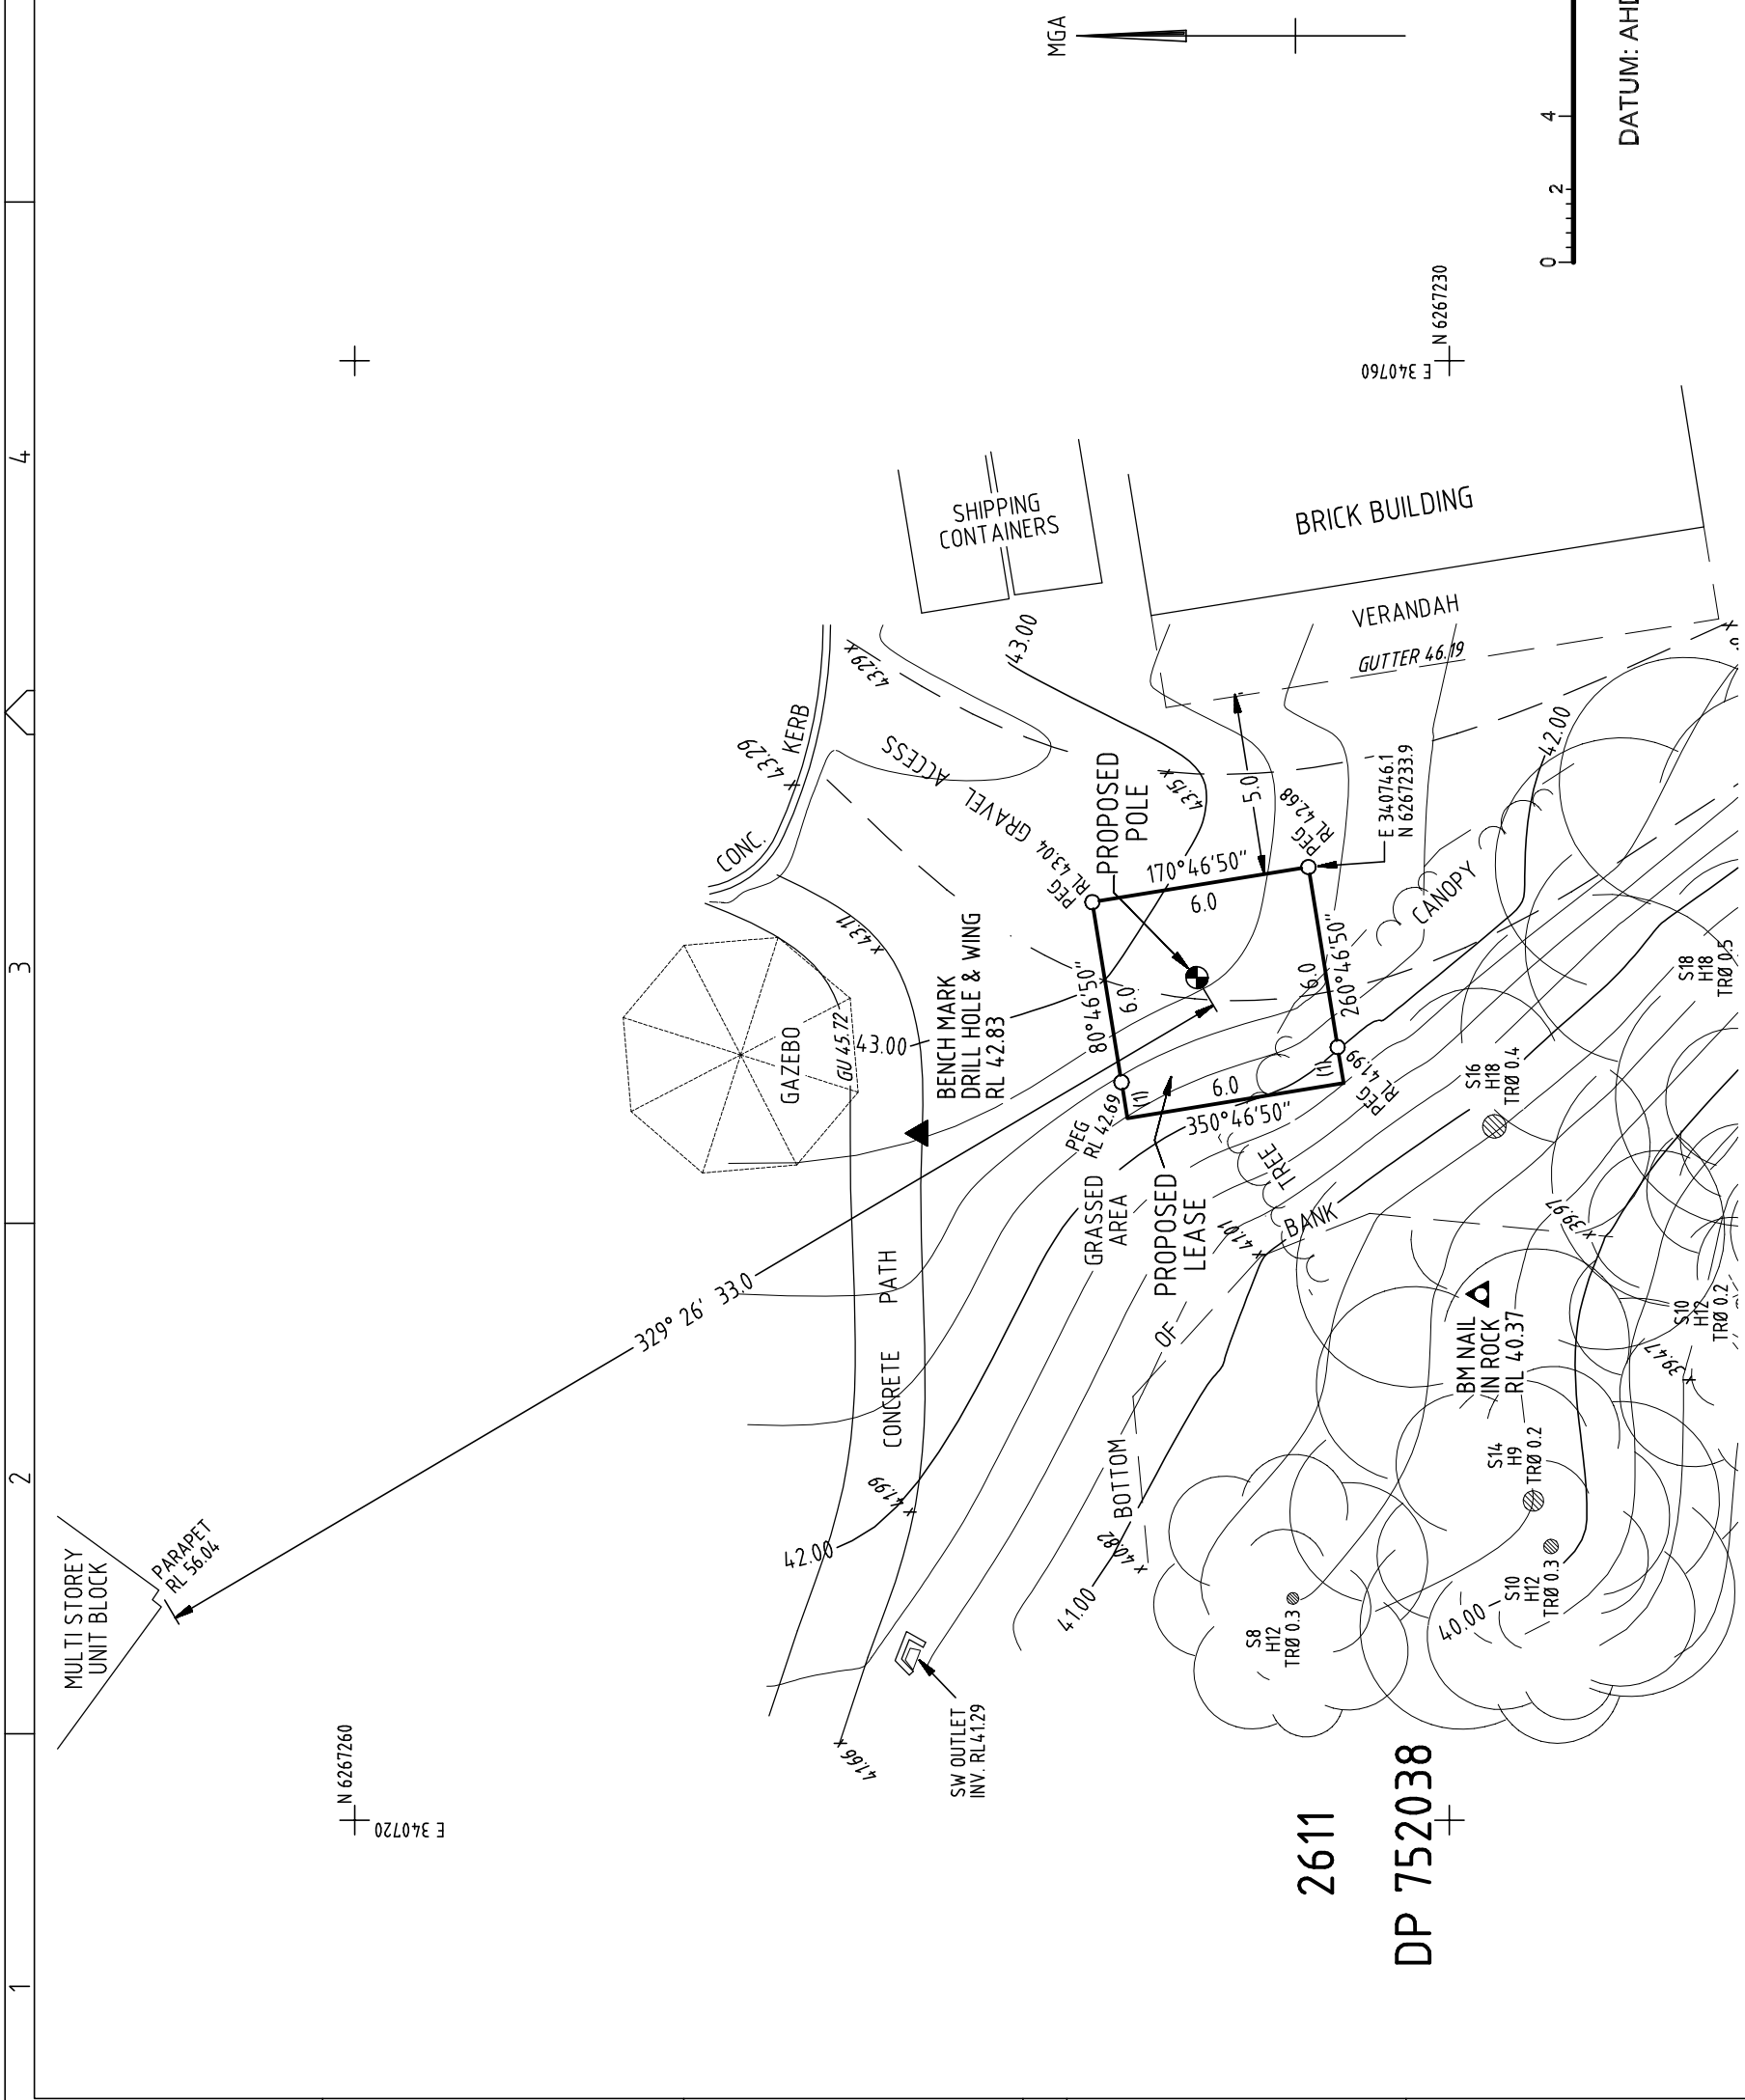 1
2
3
4
MULTI STOREY
UNIT BLOCK
PARAPET
RL 56.04
N 6267260
E 340720
329° 26' 33.0
MGA
CONC.
KERB
43.29
43.29
GAZEBO
GU 45.72
43.11
43.00
GRAVEL
ACCESS
SHIPPING
CONTAINERS
43.00
BRICK BUILDING
VERANDAH
GUTTER 46.19
N 6267230
E 340760
0 2 4
DATUM: AHD
BENCH MARK
DRILL HOLE & WING
RL 42.83
PEG
RL 43.04
PROPOSED
POLE
43.15
5.0
PEG
RL 42.68
E 340746.1
N 6267233.9
170°46'50"
6.0
80°46'50"
6.0
260°46'50"
6.0
350°46'50"
6.0
(1)
(1)
PEG
RL 42.69
PEG
RL 41.99
CONCRETE PATH
41.99
42.00
42.00
GRASSED
AREA
PROPOSED
LEASE
TREE
CANOPY
BOTTOM OF BANK
41.01
40.82
41.00
41.66
SW OUTLET
INV. RL41.29
S8
H12
TRØ 0.3
40.00
S10
H12
TRØ 0.3
S14
H9
TRØ 0.2
BM NAIL
IN ROCK
RL 40.37
39.97
39.47
S10
H12
TRØ 0.2
S16
H18
TRØ 0.4
S18
H18
TRØ 0.5
2611
DP 752038